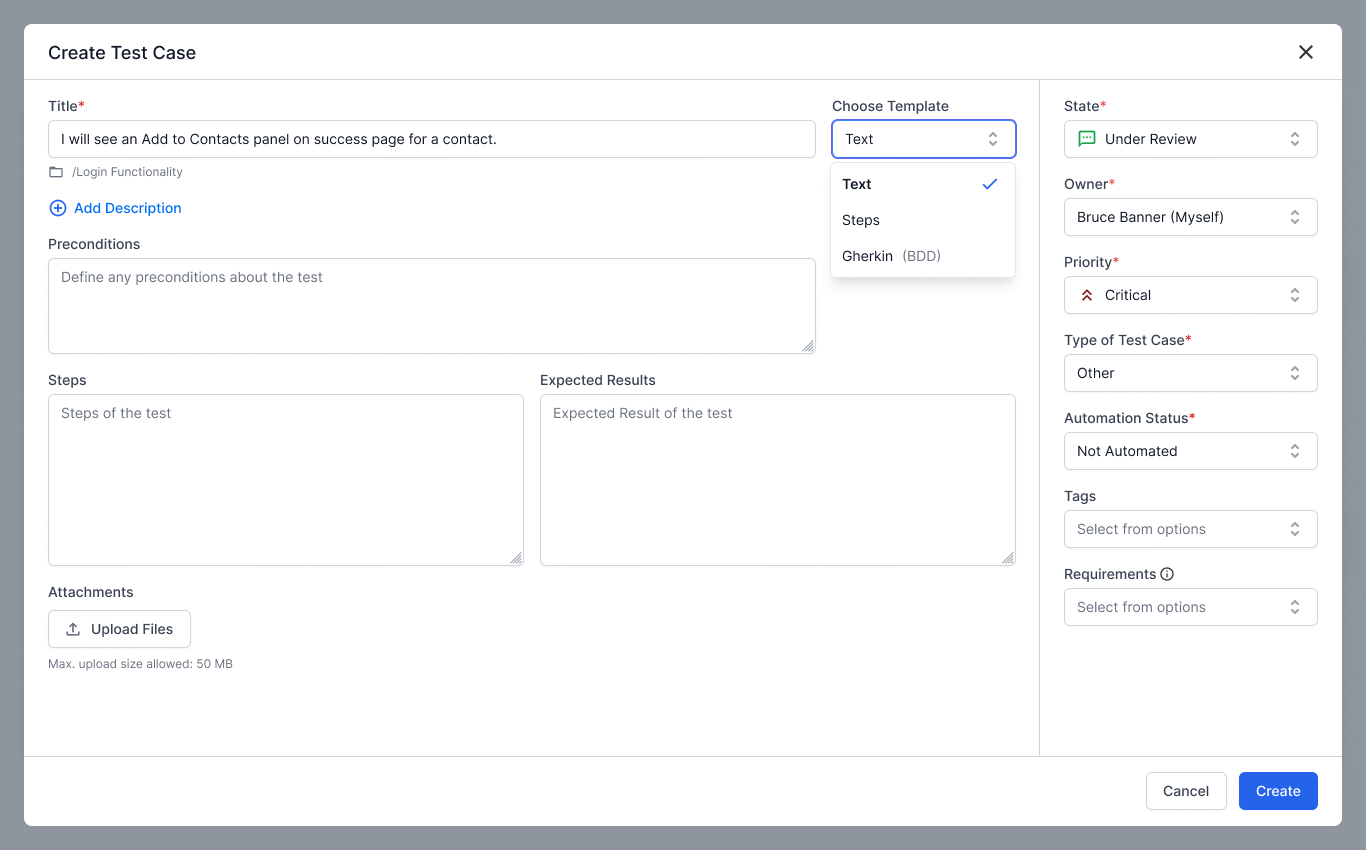 Create Test Case
Title*
I will see an Add to Contacts panel on success page for a contact.
/Login Functionality
Add Description
Choose Template
Text
Text
Steps
Gherkin (BDD)
Preconditions
Define any preconditions about the test
Steps
Steps of the test
Expected Results
Expected Result of the test
Attachments
Upload Files
Max. upload size allowed: 50 MB
State*
Under Review
Owner*
Bruce Banner (Myself)
Priority*
Critical
Type of Test Case*
Other
Automation Status*
Not Automated
Tags
Select from options
Requirements
Select from options
Cancel
Create